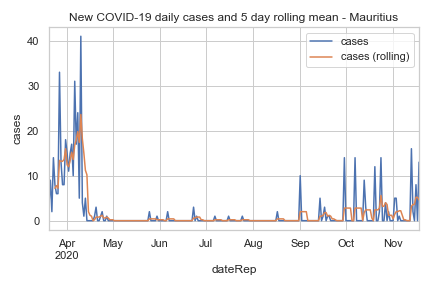 New COVID-19 daily cases and 5 day rolling mean - Mauritius
cases
cases (rolling)
cases
40
30
20
10
0
Apr May Jun Jul Aug Sep Oct Nov
2020
dateRep